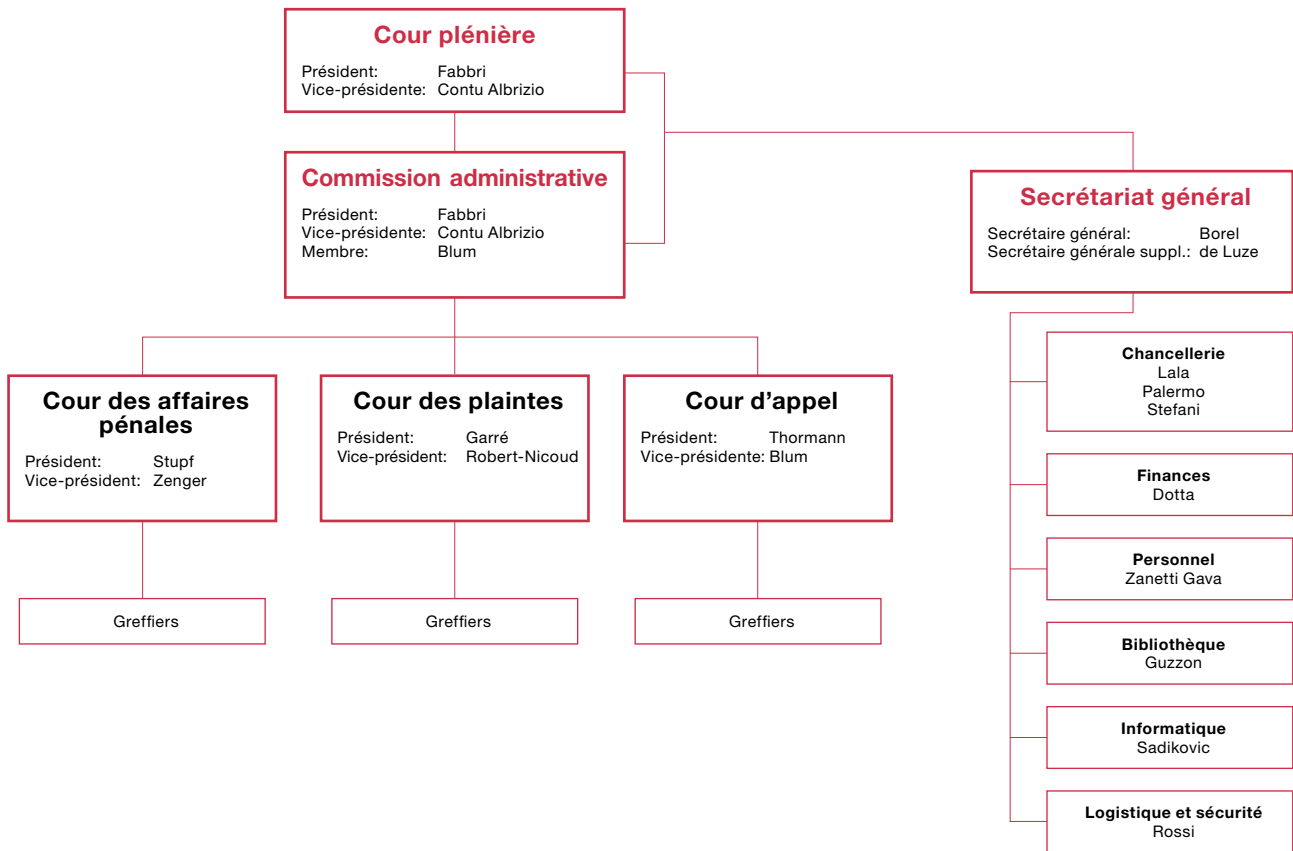 Cour plénière
Président: Fabbri
Vice-présidente: Contu Albrizio
Commission administrative
Président: Fabbri
Vice-présidente: Contu Albrizio
Membre: Blum
Secrétariat général
Secrétaire général: Borel
Secrétaire générale suppl.: de Luze
Cour des affaires
pénales
Président: Stupf
Vice-président: Zenger
Cour des plaintes
Président: Garré
Vice-président: Robert-Nicoud
Cour d'appel
Président: Thormann
Vice-présidente: Blum
Greffiers
Greffiers
Greffiers
Chancellerie
Lala
Palermo
Stefani
Finances
Dotta
Personnel
Zanetti Gava
Bibliothèque
Guzzon
Informatique
Sadikovic
Logistique et sécurité
Rossi